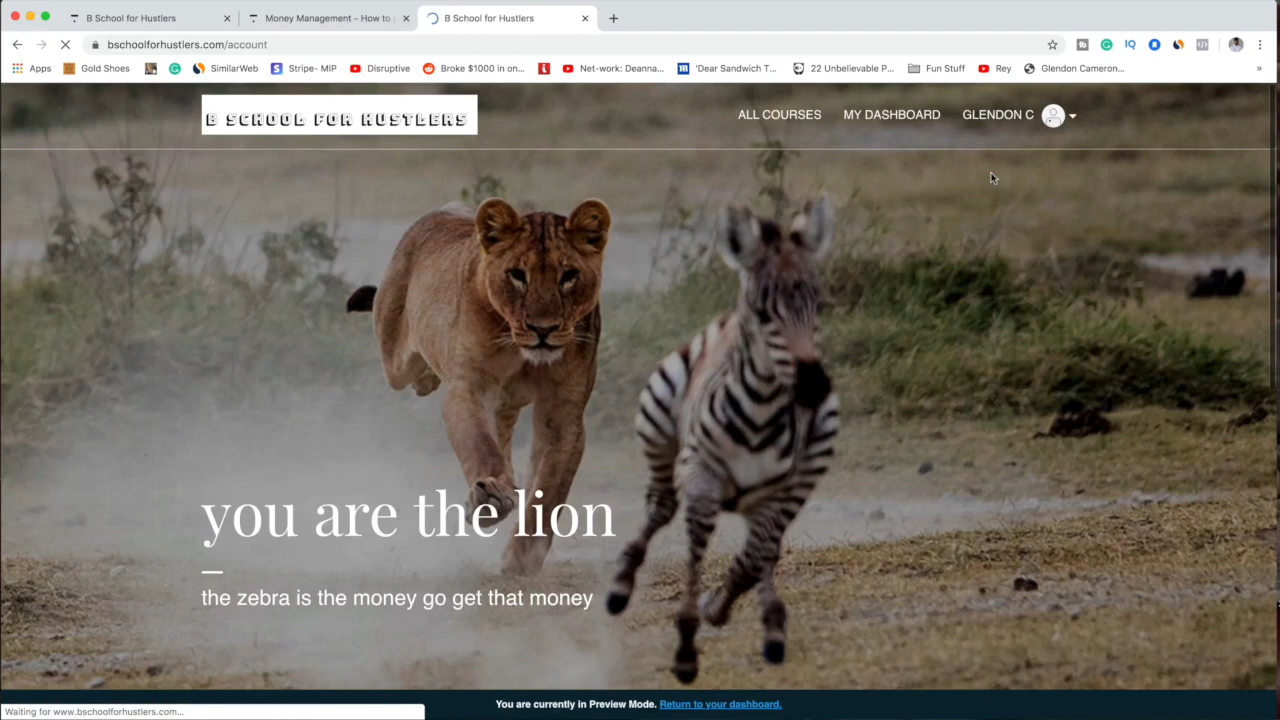 B School for Hustlers
Money Management - How to
B School for Hustlers
bschoolforhustlers.com/account
Apps
Gold Shoes
SimilarWeb
Stripe- MIP
Disruptive
Broke $1000 in on...
Net-work: Deanna...
'Dear Sandwich T...
22 Unbelievable P...
Fun Stuff
Rey
Glendon Cameron...
»
B SCHOOL FOR HUSTLERS
ALL COURSES
MY DASHBOARD
GLENDON C
you are the lion
the zebra is the money go get that money
You are currently in Preview Mode. Return to your dashboard.
Waiting for www.bschoolforhustlers.com...